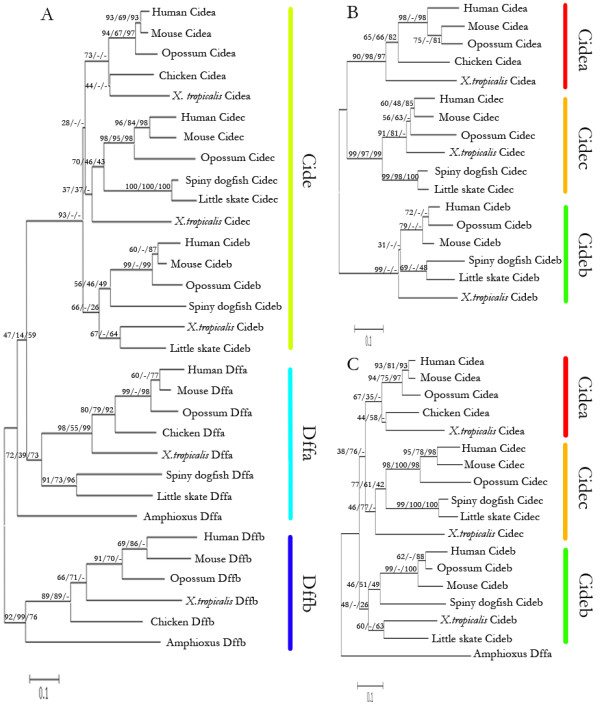 A
93/69/93
Human Cidea
94/67/97
Mouse Cidea
Opossum Cidea
73/-/-
Chicken Cidea
44/-/-
X. tropicalis Cidea
28/-/-
96/84/98
Human Cidec
98/95/98
Mouse Cidec
Opossum Cidec
70/46/43
100/100/100
Spiny dogfish Cidec
Little skate Cidec
37/37/-
X.tropicalis Cidec
93/-/-
60/-/87
Human Cideb
99/-/99
Mouse Cideb
Opossum Cideb
56/46/49
Spiny dogfish Cideb
66/-/26
X.tropicalis Cideb
67/-/64
Little skate Cideb
Cide
47/14/59
60/-/77
Human Dffa
99/-/98
Mouse Dffa
80/79/92
Opossum Dffa
98/55/99
Chicken Dffa
X.tropicalis Dffa
72/39/73
91/73/96
Spiny dogfish Dffa
Little skate Dffa
Amphioxus Dffa
Dffa
69/86/-
Human Dffb
91/70/-
Mouse Dffb
66/71/-
Opossum Dffb
89/89/-
X.tropicalis Dffb
Chicken Dffb
92/99/76
Amphioxus Dffb
Dffb
0.1
B
98/-/98
Human Cidea
65/66/82
Mouse Cidea
75/-/81
Opossum Cidea
90/98/97
Chicken Cidea
X.tropicalis Cidea
Cidea
60/48/85
Human Cidec
56/63/-
Mouse Cidec
91/81/-
Opossum Cidec
X.tropicalis Cidec
99/97/99
99/98/100
Spiny dogfish Cidec
Little skate Cidec
Cidec
72/-/-
Human Cideb
79/-/-
Opossum Cideb
31/-/-
Mouse Cideb
99/-/-
69/-/48
Spiny dogfish Cideb
Little skate Cideb
X.tropicalis Cideb
Cideb
0.1
C
93/81/93
Human Cidea
94/75/97
Mouse Cidea
67/35/-
Opossum Cidea
44/58/-
Chicken Cidea
X.tropicalis Cidea
Cidea
38/76/-
95/78/98
Human Cidec
98/100/98
Mouse Cidec
Opossum Cidec
77/61/42
99/100/100
Spiny dogfish Cidec
Little skate Cidec
46/77/-
X.tropicalis Cidec
Cidec
62/-/88
Human Cideb
99/-/100
Opossum Cideb
46/51/49
Mouse Cideb
48/-/26
Spiny dogfish Cideb
60/-/63
X.tropicalis Cideb
Little skate Cideb
Cideb
Amphioxus Dffa
0.1